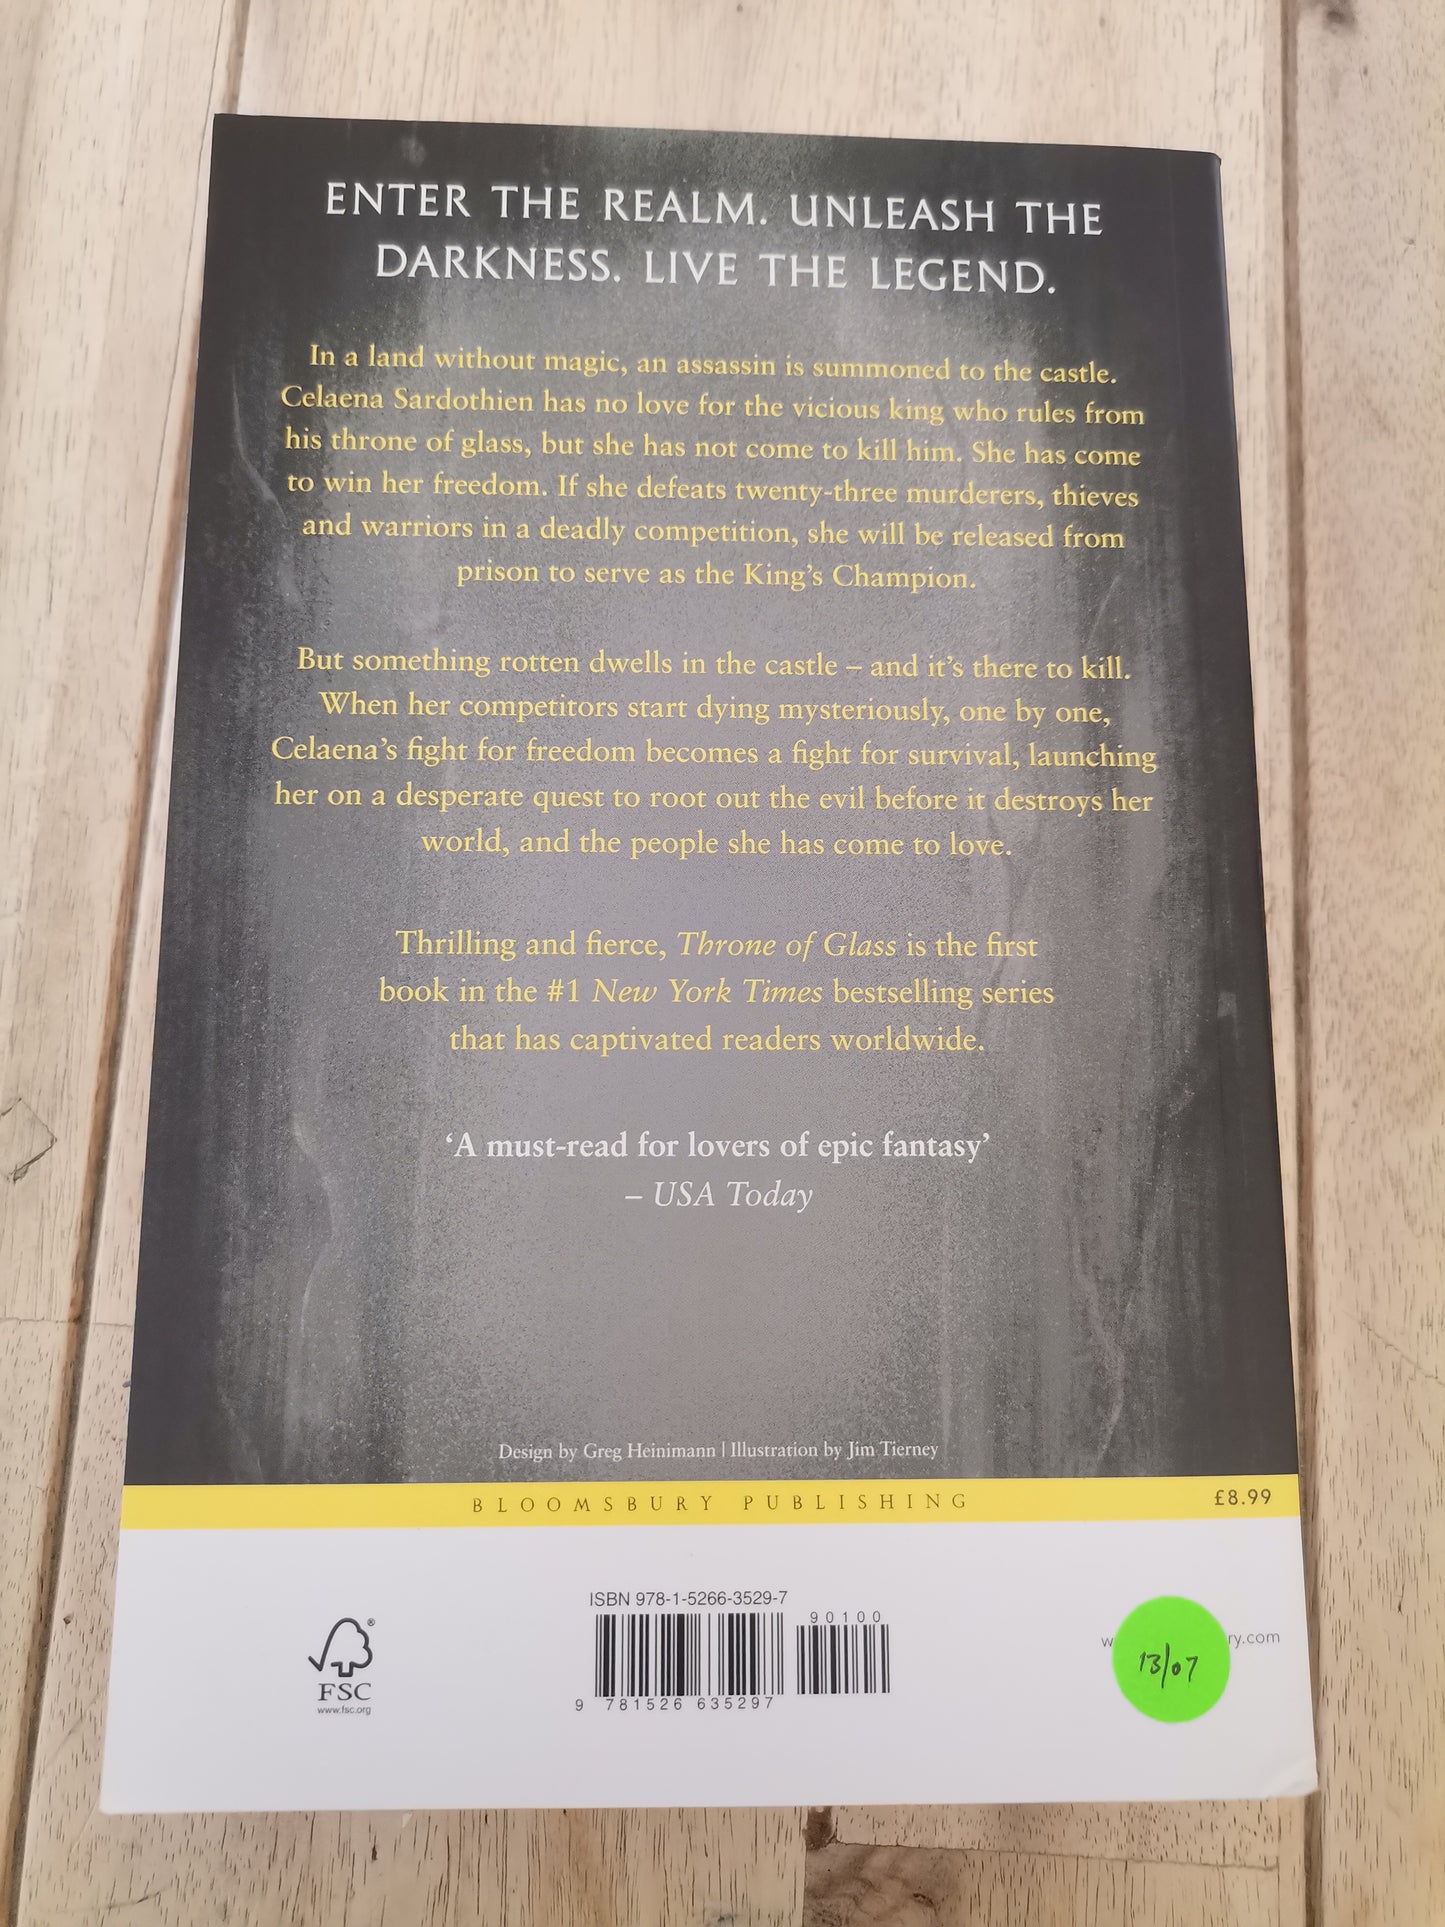 ENTER THE REALM. UNLEASH THE
DARKNESS. LIVE THE LEGEND.
In a land without magic, an assassin is summoned to the castle.
Celaena Sardothien has no love for the vicious king who rules from
his throne of glass, but she has not come to kill him. She has come
to win her freedom. If she defeats twenty-three murderers, thieves
and warriors in a deadly competition, she will be released from
prison to serve as the King's Champion.
But something rotten dwells in the castle – and it's there to kill.
When her competitors start dying mysteriously, one by one,
Celaena's fight for freedom becomes a fight for survival, launching
her on a desperate quest to root out the evil before it destroys her
world, and the people she has come to love.
Thrilling and fierce, Throne of Glass is the first
book in the #1 New York Times bestselling series
that has captivated readers worldwide.
‘A must-read for lovers of epic fantasy’
– USA Today
Design by Greg Heinimann | Illustration by Jim Tierney
BLOOMSBURY PUBLISHING £8.99
ISBN 978-1-5266-3529-7
90100
9 781526 635297
FSC
®
www.fsc.org
w ry.com
13/07